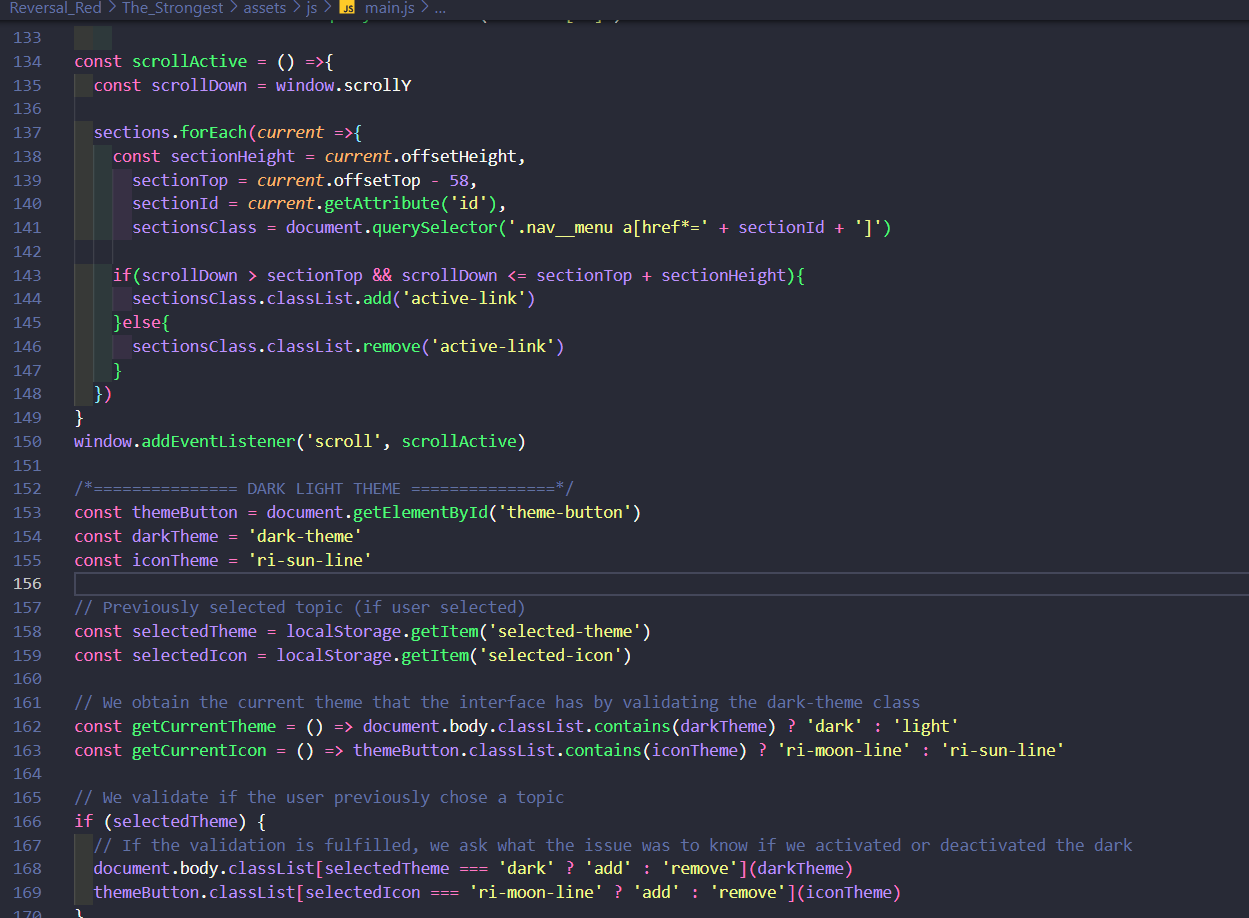 Reversal_Red > The_Strongest > assets > js > JS main.js > ...
133
134 const scrollActive = () =>{
135   const scrollDown = window.scrollY
136
137   sections.forEach(current =>{
138     const sectionHeight = current.offsetHeight,
139       sectionTop = current.offsetTop - 58,
140       sectionId = current.getAttribute('id'),
141       sectionsClass = document.querySelector('.nav__menu a[href*=' + sectionId + ']')
142
143     if(scrollDown > sectionTop && scrollDown <= sectionTop + sectionHeight){
144       sectionsClass.classList.add('active-link')
145     }else{
146       sectionsClass.classList.remove('active-link')
147     }
148   })
149 }
150 window.addEventListener('scroll', scrollActive)
151
152 /*=============== DARK LIGHT THEME ===============*/
153 const themeButton = document.getElementById('theme-button')
154 const darkTheme = 'dark-theme'
155 const iconTheme = 'ri-sun-line'
156
157 // Previously selected topic (if user selected)
158 const selectedTheme = localStorage.getItem('selected-theme')
159 const selectedIcon = localStorage.getItem('selected-icon')
160
161 // We obtain the current theme that the interface has by validating the dark-theme class
162 const getCurrentTheme = () => document.body.classList.contains(darkTheme) ? 'dark' : 'light'
163 const getCurrentIcon = () => themeButton.classList.contains(iconTheme) ? 'ri-moon-line' : 'ri-sun-line'
164
165 // We validate if the user previously chose a topic
166 if (selectedTheme) {
167   // If the validation is fulfilled, we ask what the issue was to know if we activated or deactivated the dark
168   document.body.classList[selectedTheme === 'dark' ? 'add' : 'remove'](darkTheme)
169   themeButton.classList[selectedIcon === 'ri-moon-line' ? 'add' : 'remove'](iconTheme)
170 }